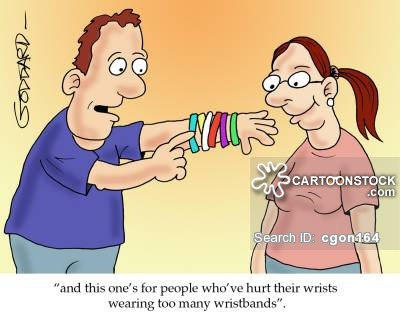 GODDARD
CARTOONSTOCK
.com
Search ID: cgon164
“and this one’s for people who’ve hurt their wrists
wearing too many wristbands”.